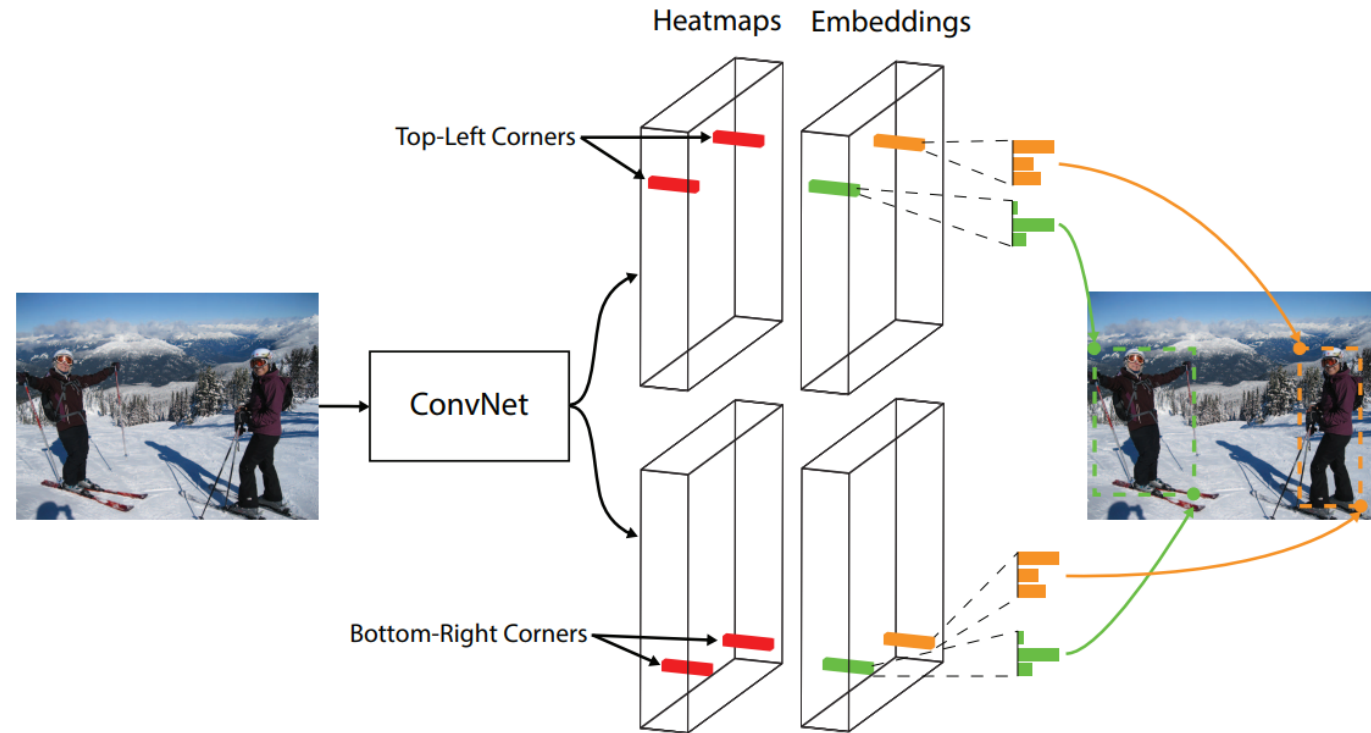 Heatmaps Embeddings
Top-Left Corners
ConvNet
Bottom-Right Corners